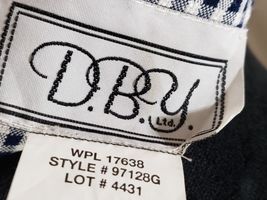 D.B.Y. Ltd.
WPL 17638
STYLE # 97128G
LOT # 4431